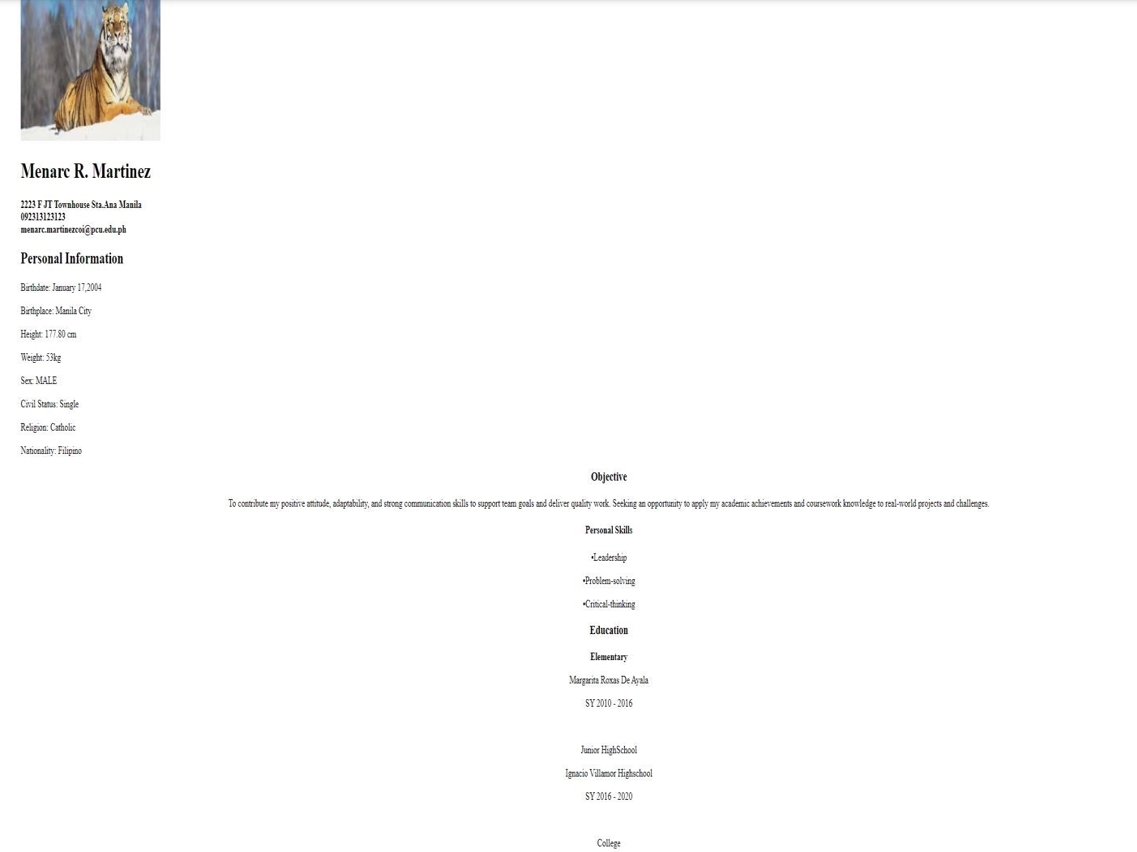 Menarc R. Martinez
2223 F JT Townhouse Sta.Ana Manila
092313123123
menarc.martinezcoi@pcu.edu.ph
Personal Information
Birthdate: January 17,2004
Birthplace: Manila City
Height: 177.80 cm
Weight: 53kg
Sex: MALE
Civil Status: Single
Religion: Catholic
Nationality: Filipino
Objective
To contribute my positive attitude, adaptability, and strong communication skills to support team goals and deliver quality work. Seeking an opportunity to apply my academic achievements and coursework knowledge to real-world projects and challenges.
Personal Skills
•Leadership
•Problem-solving
•Critical-thinking
Education
Elementary
Margarita Roxas De Ayala
SY 2010 - 2016
Junior HighSchool
Ignacio Villamor Highschool
SY 2016 - 2020
College